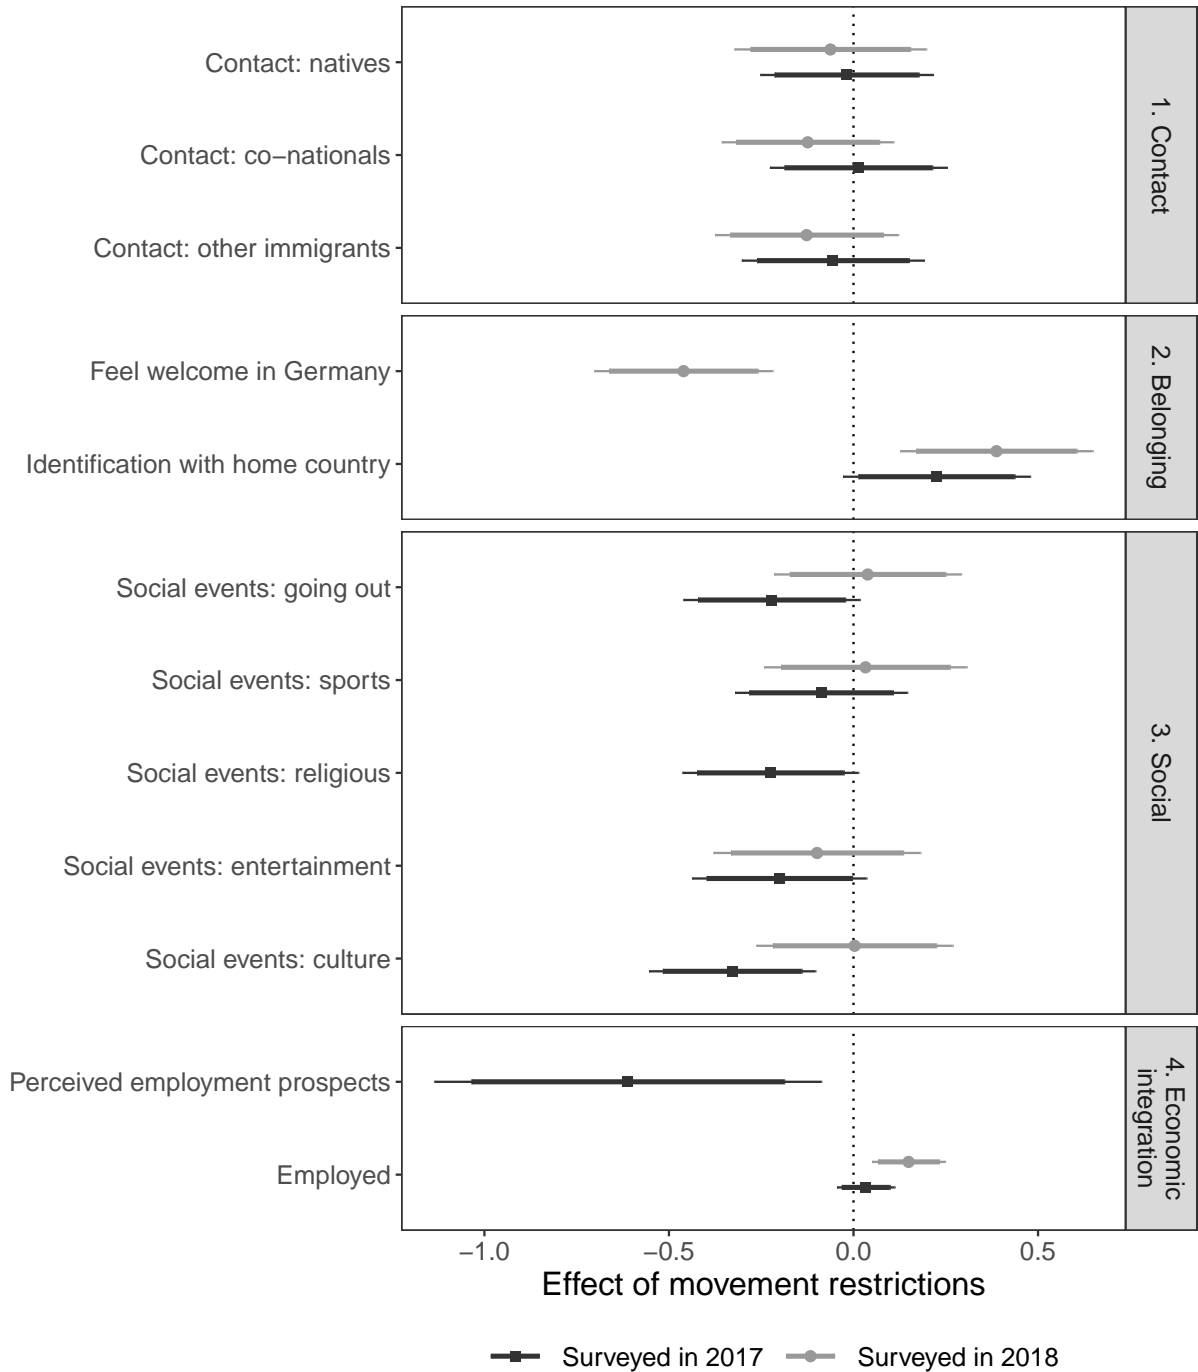 Contact: natives
Contact: co−nationals
Contact: other immigrants
1. Contact
Feel welcome in Germany
Identification with home country
2. Belonging
Social events: going out
Social events: sports
Social events: religious
Social events: entertainment
Social events: culture
3. Social
Perceived employment prospects
Employed
4. Economic
integration
−1.0 −0.5 0.0 0.5
Effect of movement restrictions
Surveyed in 2017 Surveyed in 2018